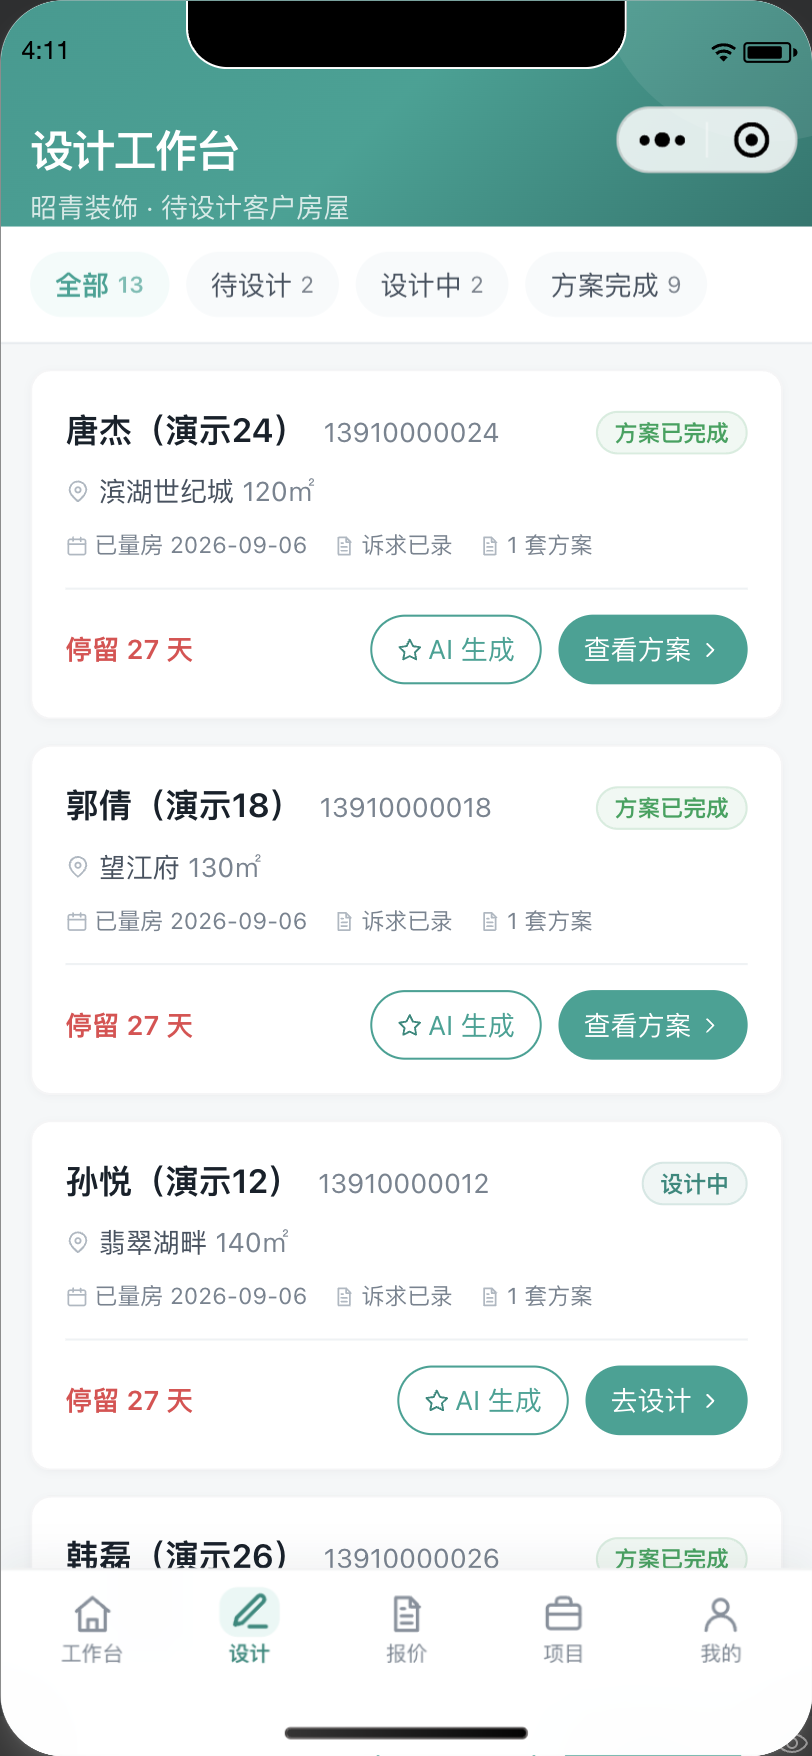 4:11
设计工作台
昭青装饰 · 待设计客户房屋
全部 13 待设计 2 设计中 2 方案完成 9
唐杰（演示24） 13910000024 方案已完成
滨湖世纪城 120㎡
已量房 2026-09-06 诉求已录 1 套方案
停留 27 天 AI 生成 查看方案
郭倩（演示18） 13910000018 方案已完成
望江府 130㎡
已量房 2026-09-06 诉求已录 1 套方案
停留 27 天 AI 生成 查看方案
孙悦（演示12） 13910000012 设计中
翡翠湖畔 140㎡
已量房 2026-09-06 诉求已录 1 套方案
停留 27 天 AI 生成 去设计
韩磊（演示26） 13910000026 方案已完成
工作台 设计 报价 项目 我的